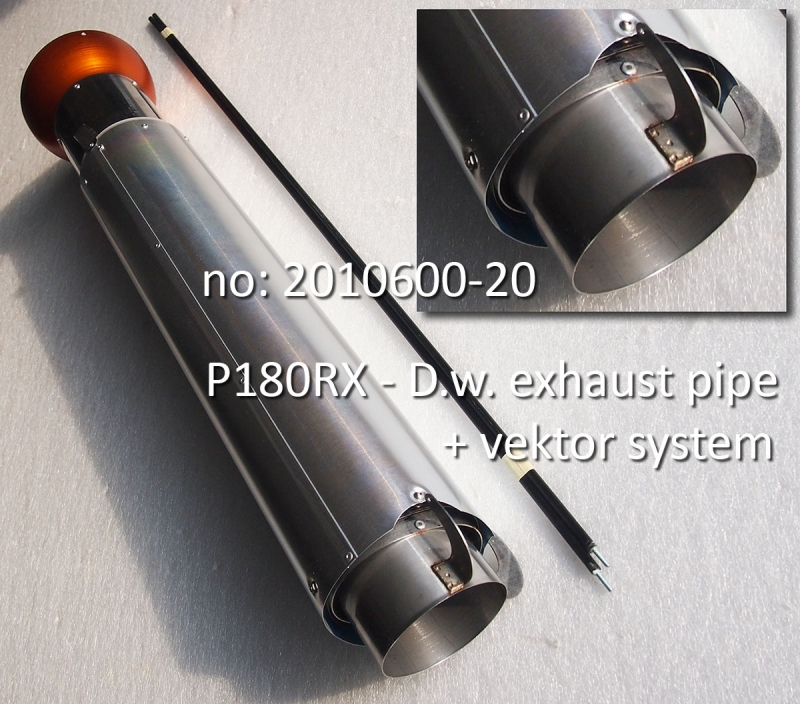 no: 2010600-20
P180RX - D.w. exhaust pipe
+ vektor system